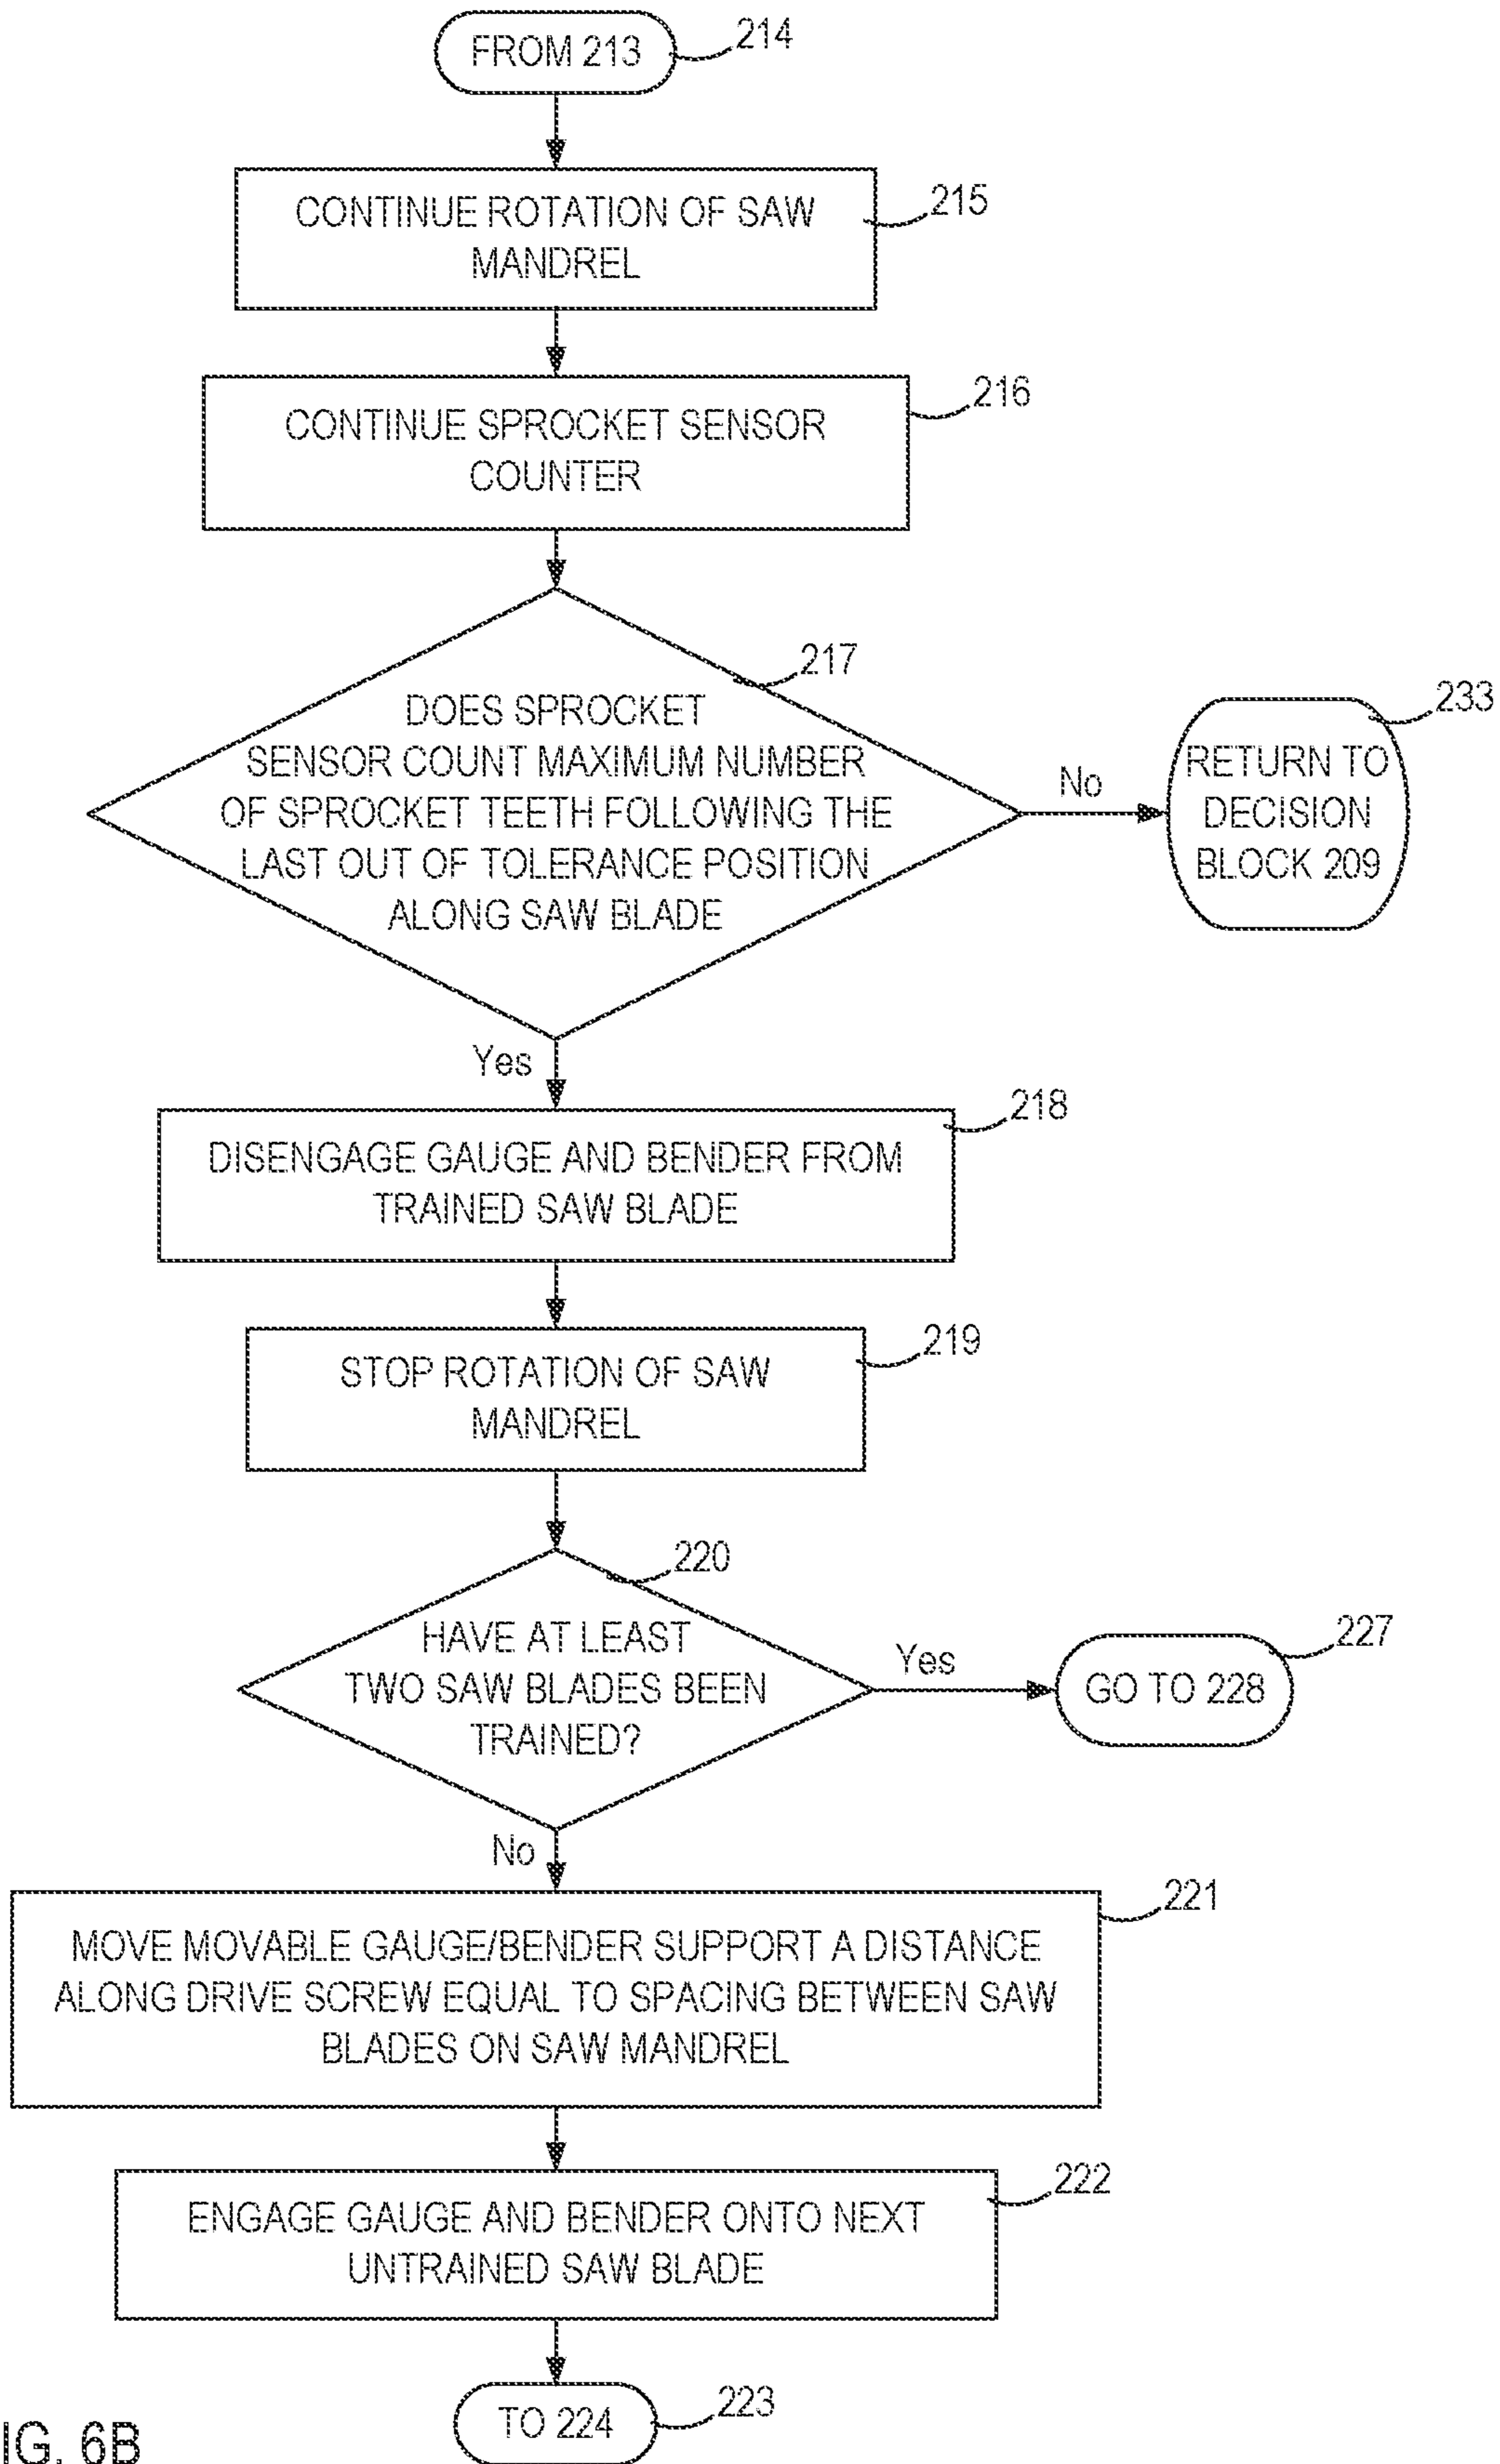 FROM 213
214
CONTINUE ROTATION OF SAW
MANDREL
215
CONTINUE SPROCKET SENSOR
COUNTER
216
DOES SPROCKET
SENSOR COUNT MAXIMUM NUMBER
OF SPROCKET TEETH FOLLOWING THE
LAST OUT OF TOLERANCE POSITION
ALONG SAW BLADE
217
No
RETURN TO
DECISION
BLOCK 209
233
Yes
DISENGAGE GAUGE AND BENDER FROM
TRAINED SAW BLADE
218
STOP ROTATION OF SAW
MANDREL
219
HAVE AT LEAST
TWO SAW BLADES BEEN
TRAINED?
220
Yes
GO TO 228
227
No
MOVE MOVABLE GAUGE/BENDER SUPPORT A DISTANCE
ALONG DRIVE SCREW EQUAL TO SPACING BETWEEN SAW
BLADES ON SAW MANDREL
221
ENGAGE GAUGE AND BENDER ONTO NEXT
UNTRAINED SAW BLADE
222
TO 224
223
IG. 6B